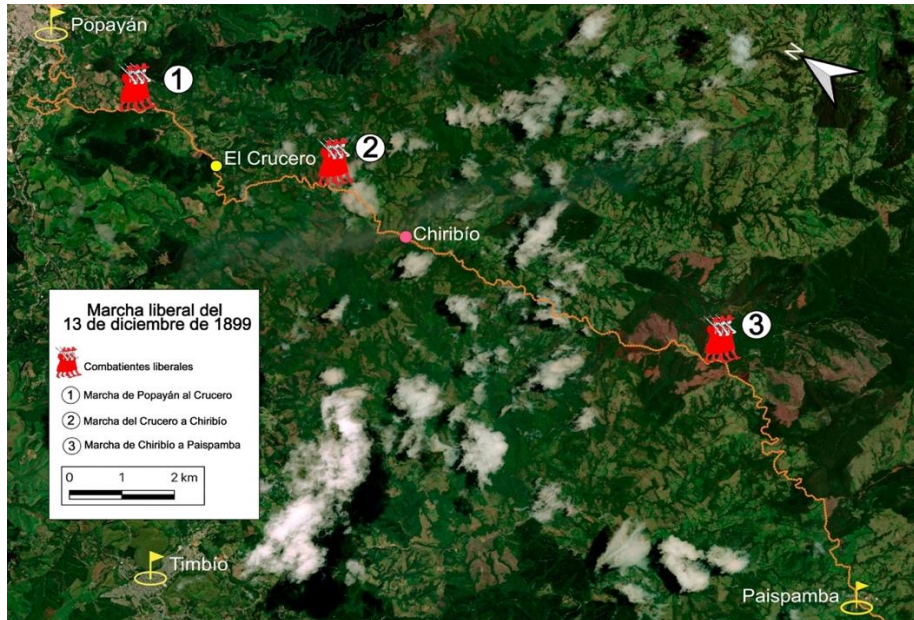 Popayán
1
El Crucero
2
N
Chiribío
3
Marcha liberal del
13 de diciembre de 1899
Combatientes liberales
1 Marcha de Popayán al Crucero
2 Marcha del Crucero a Chiribío
3 Marcha de Chiribío a Paispamba
0 1 2 km
Timbío
Paispamba